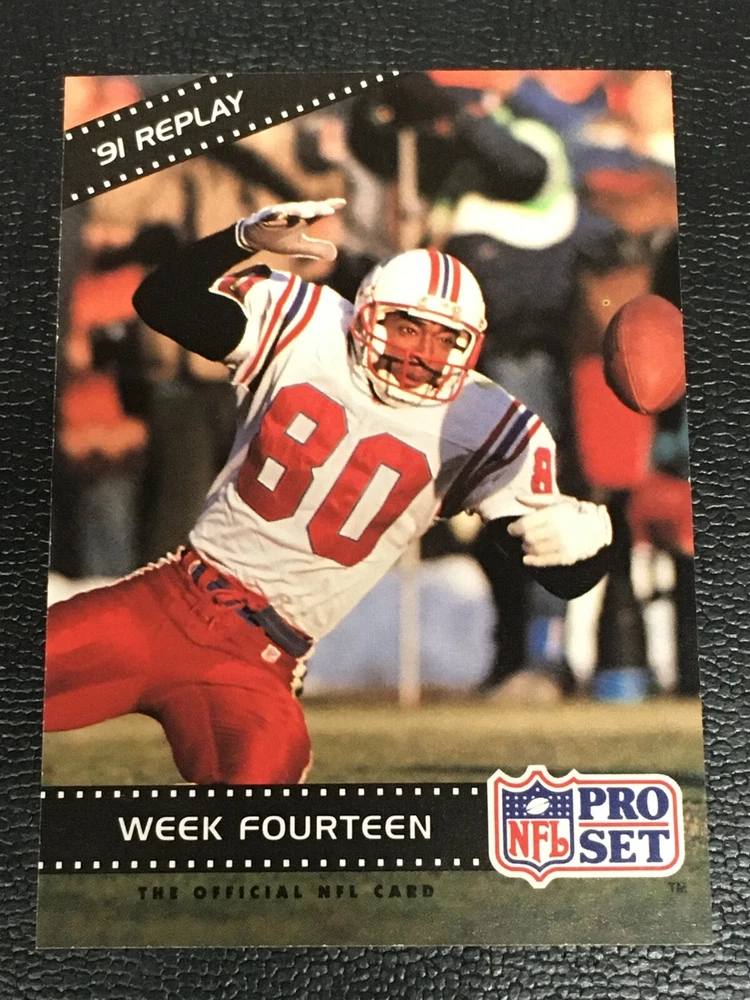 '91 REPLAY
80
8
WEEK FOURTEEN
NFL
PRO
SET
THE OFFICIAL NFL CARD
TM